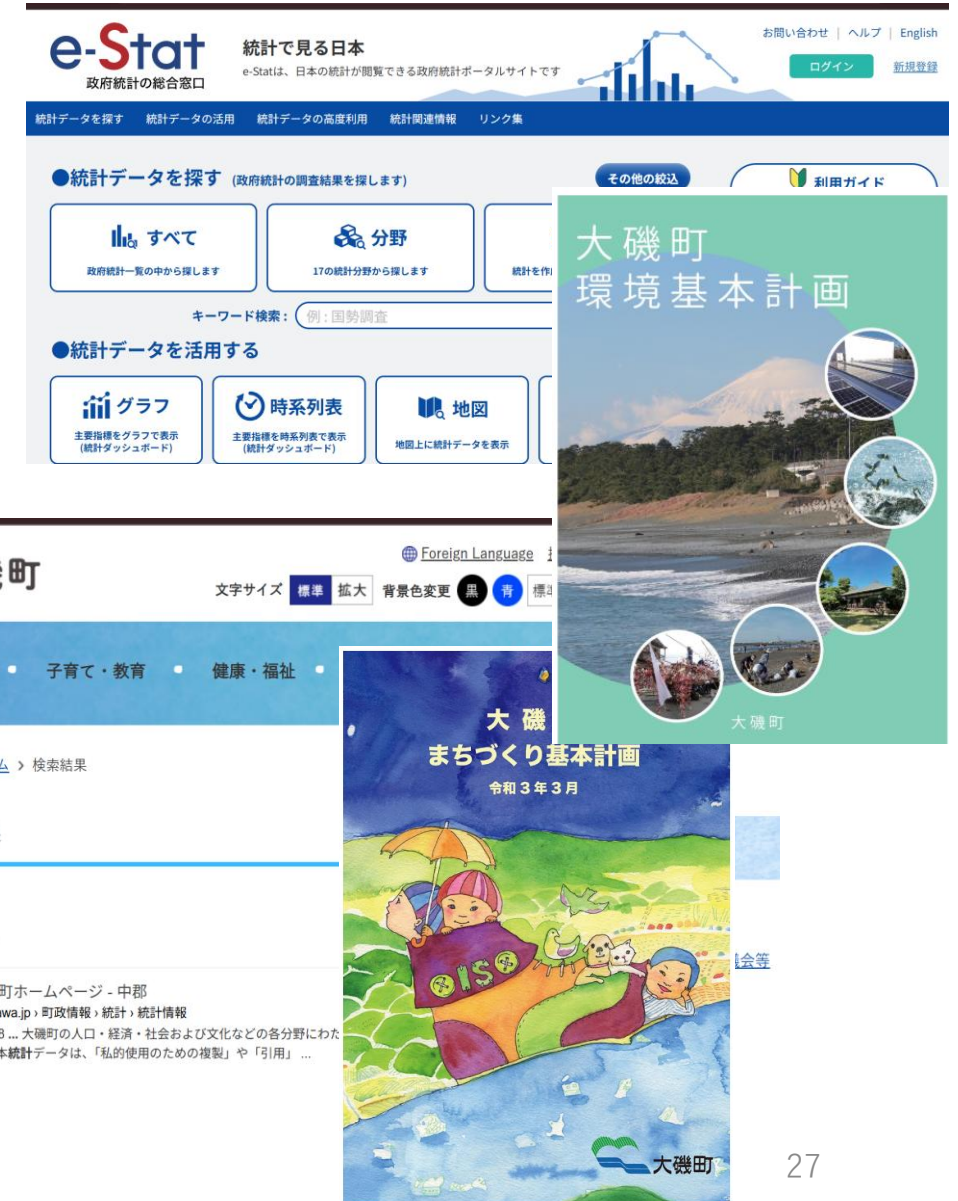 e-Stat
政府統計の総合窓口
統計で見る日本
e-Statは、日本の統計が閲覧できる政府統計ポータルサイトです
お問い合わせ | ヘルプ | English
ログイン 新規登録
統計データを探す 統計データの活用 統計データの高度利用 統計関連情報 リンク集
●統計データを探す (政府統計の調査結果を探します)
その他の絞込
利用ガイド
すべて
政府統計一覧の中から探します
分野
17の統計分野から探します
統計を作
キーワード検索: 例:国勢調査
●統計データを活用する
グラフ
主要指標をグラフで表示
(統計ダッシュボード)
時系列表
主要指標を時系列表で表示
(統計ダッシュボード)
地図
地図上に統計データを表示
大磯町
環境基本計画
大磯町
町
Foreign Language
文字サイズ 標準 拡大 背景色変更 黒 青 標
子育て・教育 健康・福祉
ム > 検索結果
町ホームページ - 中郡
awa.jp › 町政情報 › 統計 › 統計情報
... 大磯町の人口・経済・社会および文化などの各分野にわた
本統計データは、「私的使用のための複製」や「引用」 ...
議会等
大磯
まちづくり基本計画
令和3年3月
OISO
大磯町
27